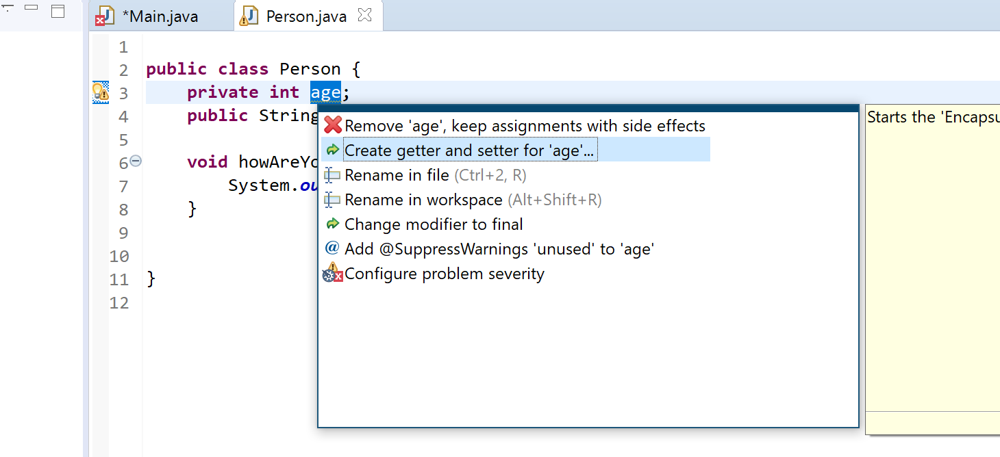 *Main.java Person.java
1
2 public class Person {
3 private int age;
4 public String
5
6 void howAreYo
7 System.ou
8 }
9
10
11 }
12
Remove 'age', keep assignments with side effects
Create getter and setter for 'age'...
Rename in file (Ctrl+2, R)
Rename in workspace (Alt+Shift+R)
Change modifier to final
@ Add @SuppressWarnings 'unused' to 'age'
Configure problem severity
Starts the 'Encapsu